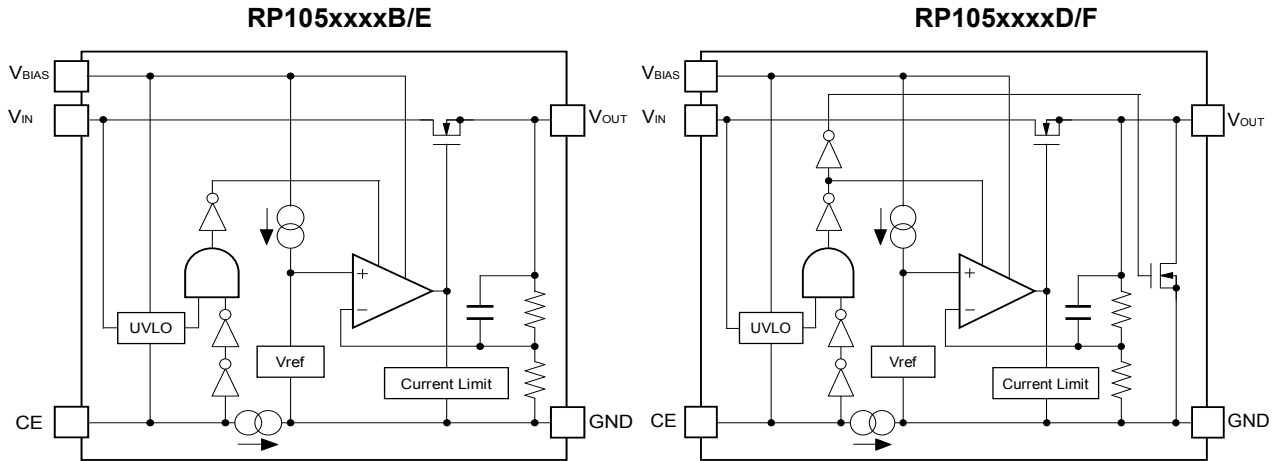 RP105xxxxB/E
VBIAS
VIN
VOUT
+
−
UVLO
Vref
Current Limit
CE
GND
RP105xxxxD/F
VBIAS
VIN
VOUT
+
−
UVLO
Vref
Current Limit
CE
GND